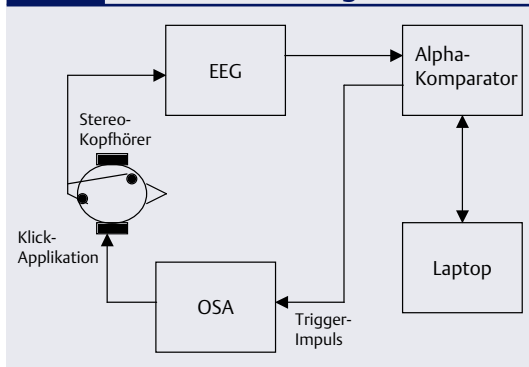 EEG
Alpha-
Komparator
Stereo-
Kopfhörer
Klick-
Applikation
OSA
Trigger-
Impuls
Laptop